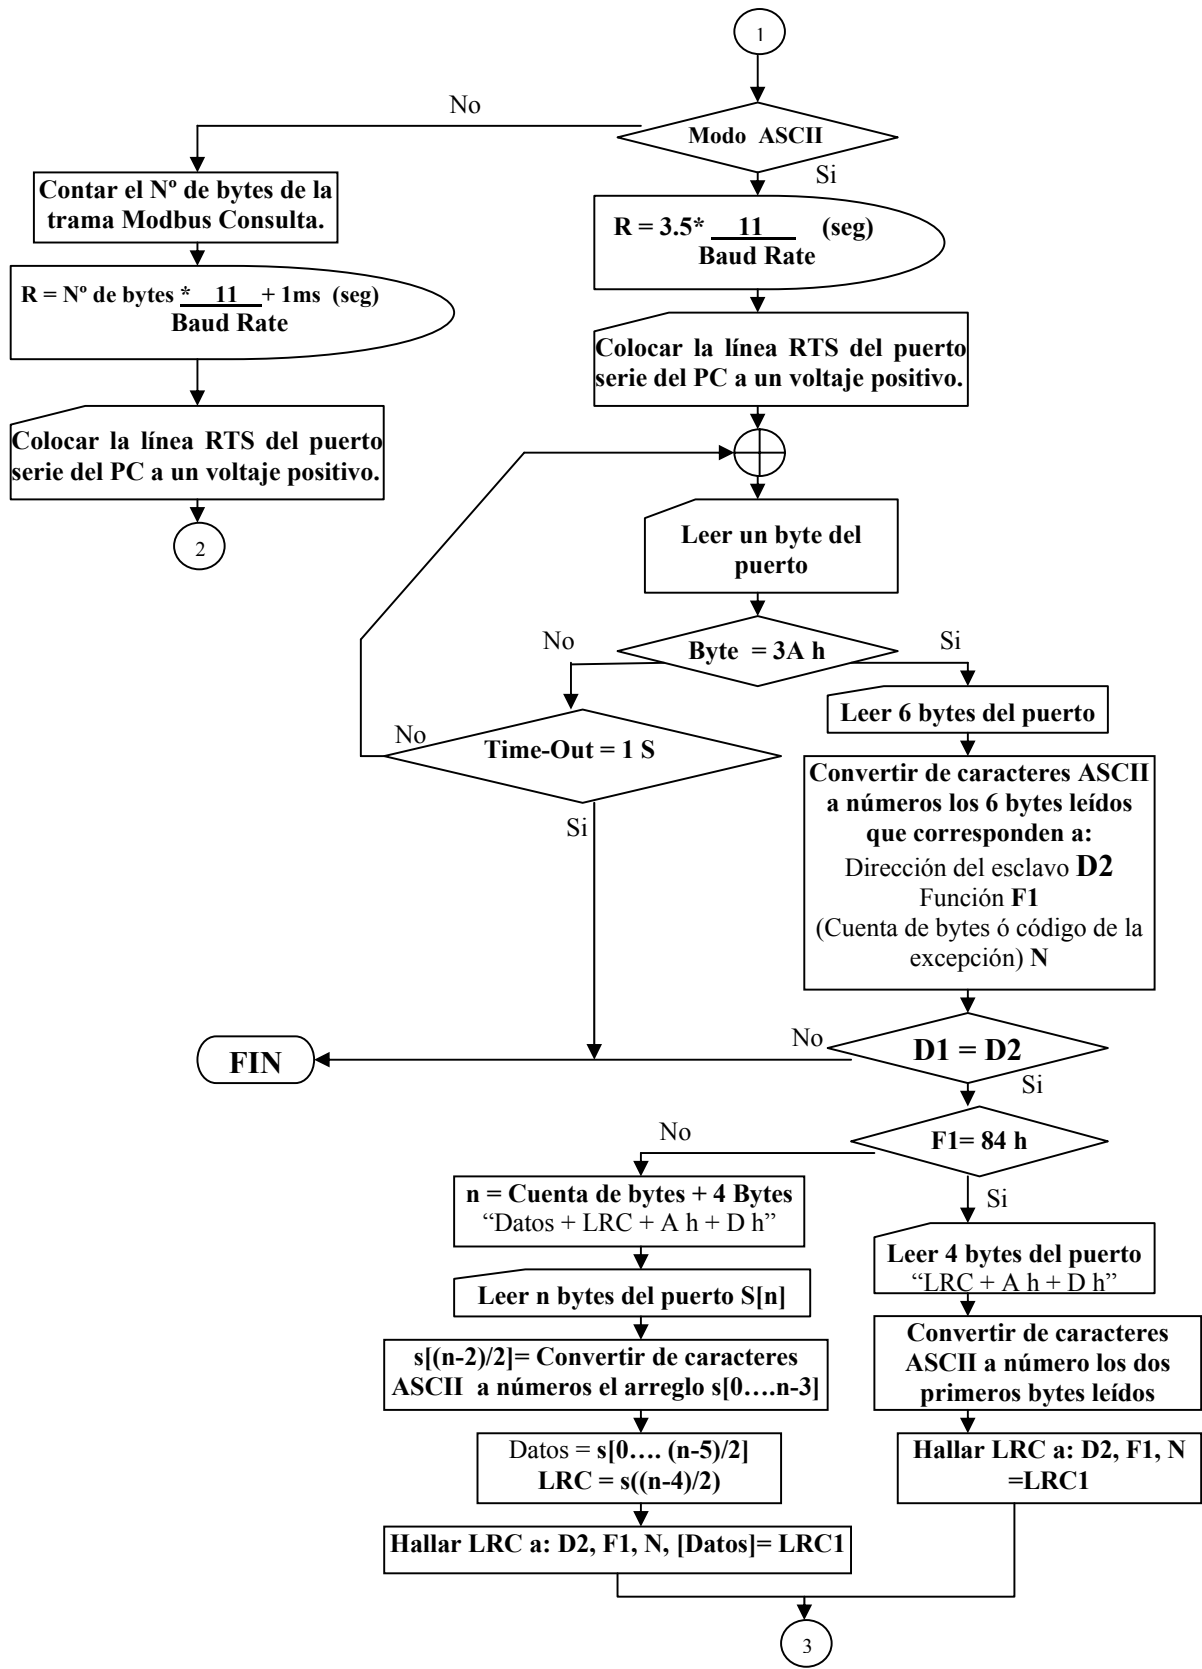 1
No
Modo ASCII
Si
Contar el Nº de bytes de la
trama Modbus Consulta.
R = 3.5* 11 (seg)
Baud Rate
R = Nº de bytes * 11 + 1ms (seg)
Baud Rate
Colocar la línea RTS del puerto
serie del PC a un voltaje positivo.
Colocar la línea RTS del puerto
serie del PC a un voltaje positivo.
2
Leer un byte del
puerto
No
Byte = 3A h
Si
Leer 6 bytes del puerto
No
Time-Out = 1 S
Si
Convertir de caracteres ASCII
a números los 6 bytes leídos
que corresponden a:
Dirección del esclavo D2
Función F1
(Cuenta de bytes ó código de la
excepción) N
FIN
No
D1 = D2
Si
No
F1= 84 h
Si
n = Cuenta de bytes + 4 Bytes
“Datos + LRC + A h + D h”
Leer n bytes del puerto S[n]
s[(n-2)/2]= Convertir de caracteres
ASCII a números el arreglo s[0….n-3]
Datos = s[0…. (n-5)/2]
LRC = s((n-4)/2)
Hallar LRC a: D2, F1, N, [Datos]= LRC1
Leer 4 bytes del puerto
“LRC + A h + D h”
Convertir de caracteres
ASCII a número los dos
primeros bytes leídos
Hallar LRC a: D2, F1, N
=LRC1
3